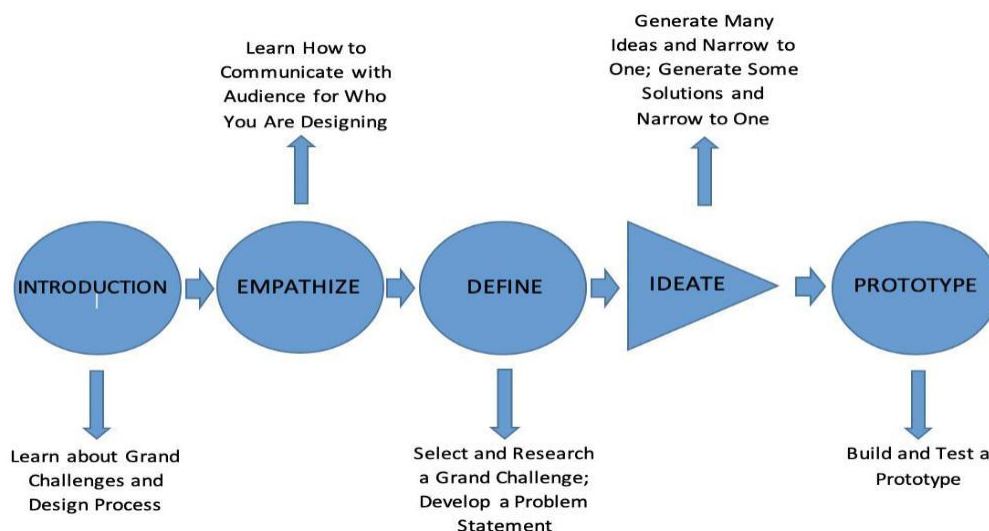 Learn How to
Communicate with
Audience for Who
You Are Designing
Generate Many
Ideas and Narrow to
One; Generate Some
Solutions and
Narrow to One
INTRODUCTION
EMPATHIZE
DEFINE
IDEATE
PROTOTYPE
Learn about Grand
Challenges and
Design Process
Select and Research
a Grand Challenge;
Develop a Problem
Statement
Build and Test a
Prototype